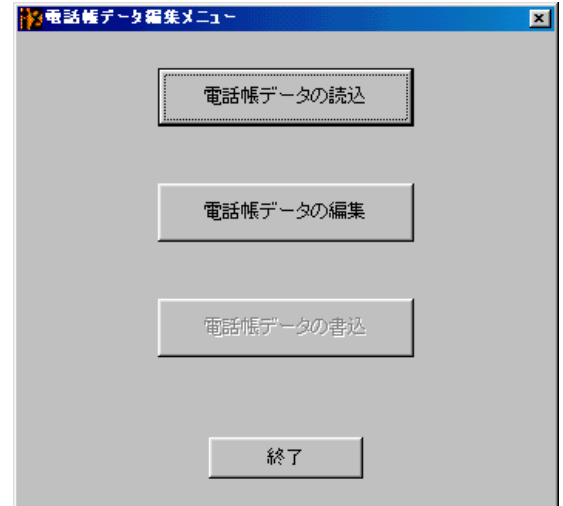 電話帳データ編集メニュー
電話帳データの読込
電話帳データの編集
電話帳データの書込
終了